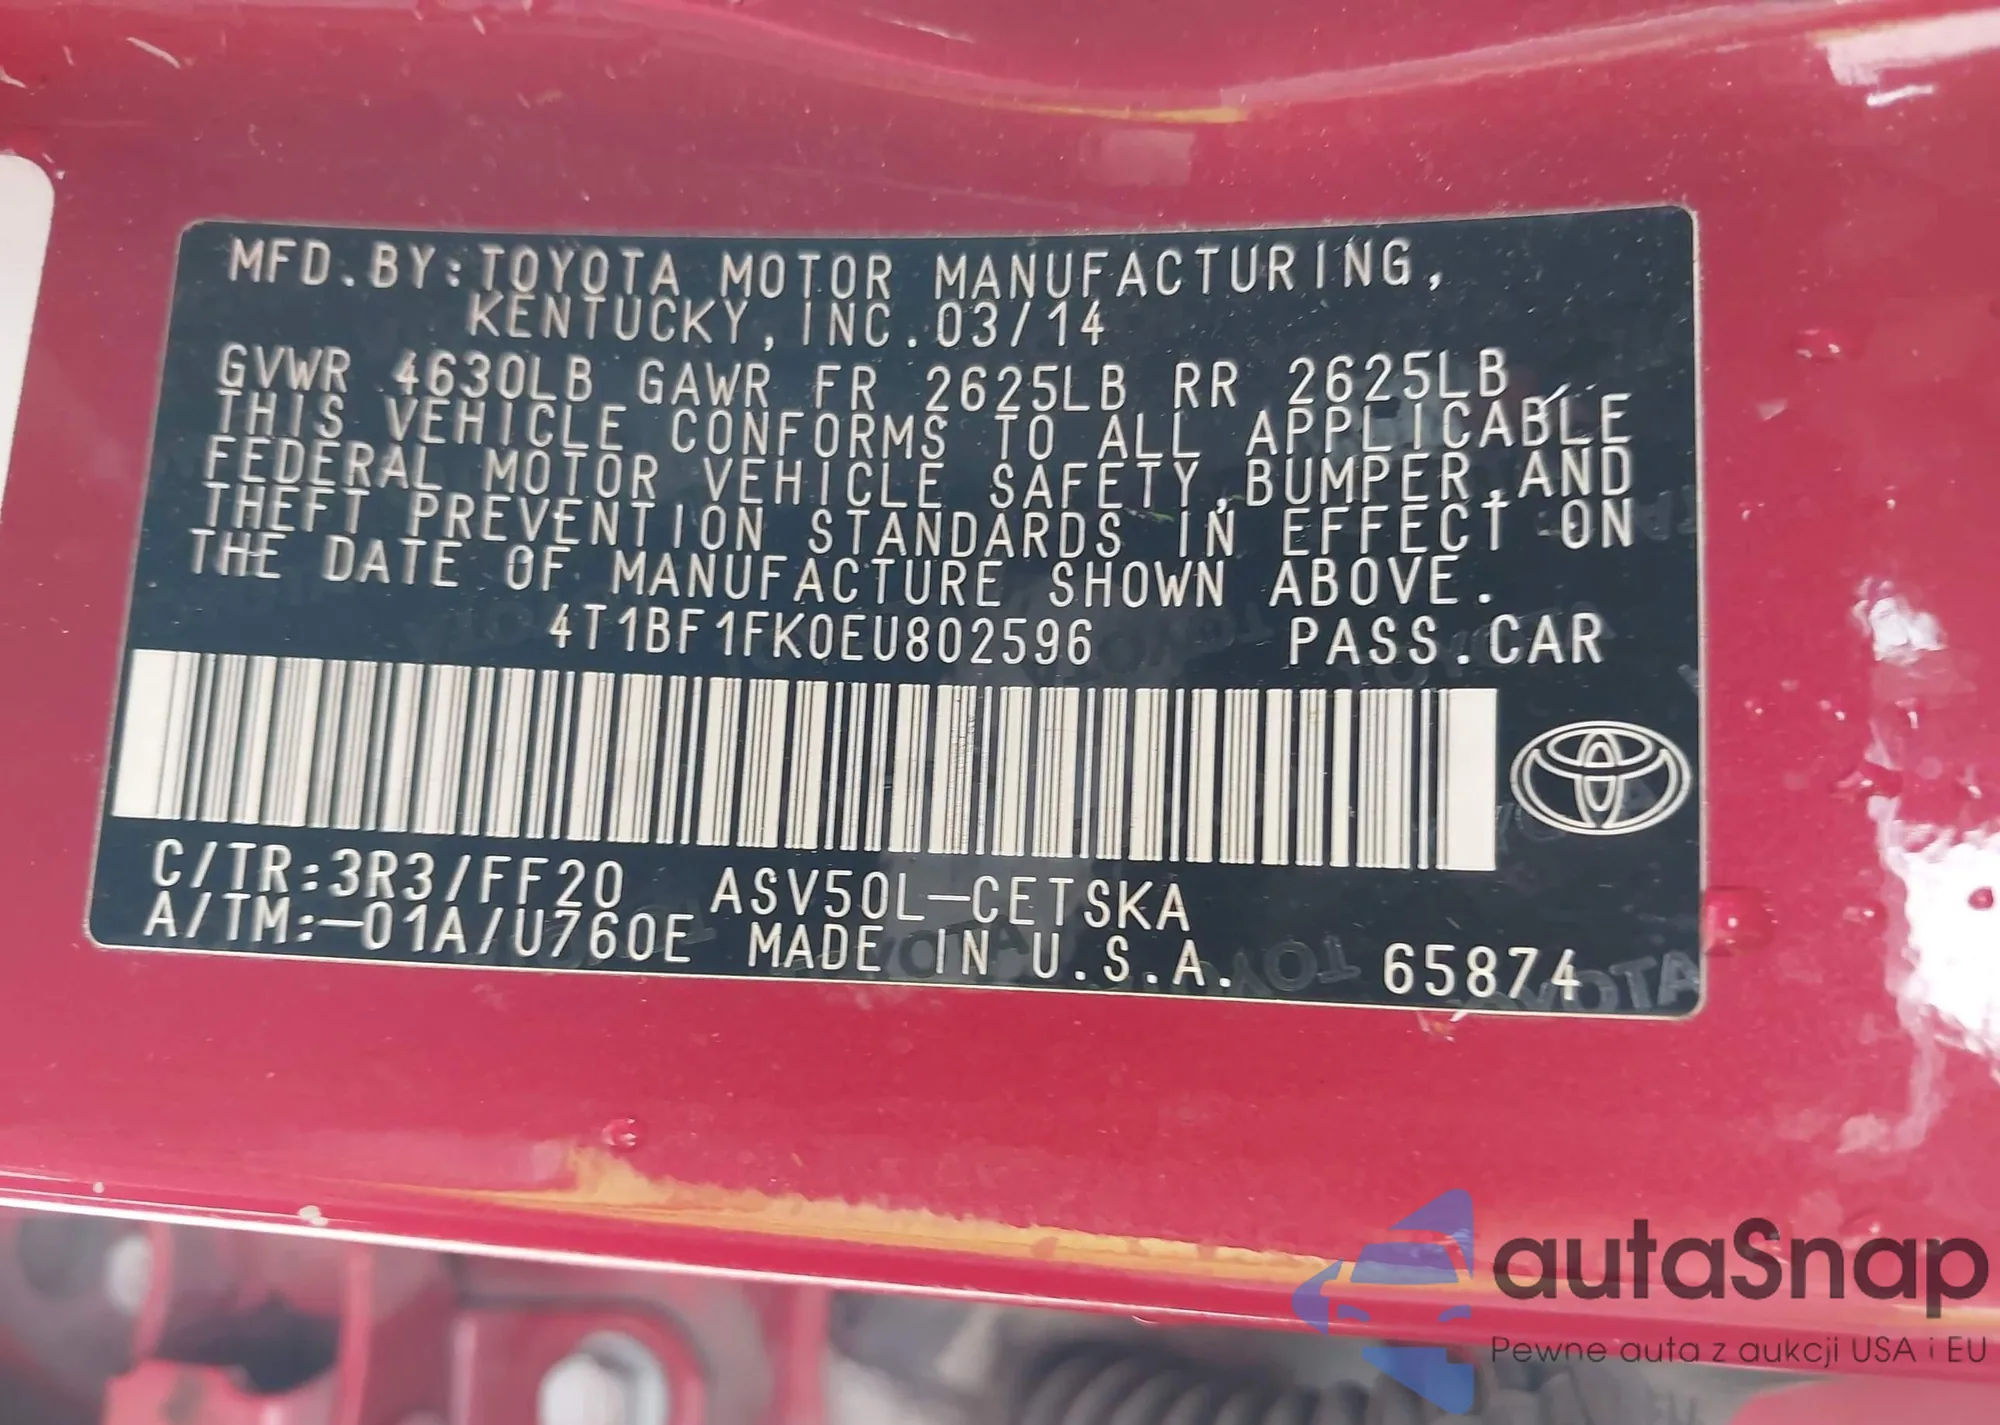 MFD.BY:TOYOTA MOTOR MANUFACTURING,
KENTUCKY,INC.03/14
GVWR 4630LB GAWR FR 2625LB RR 2625LB
THIS VEHICLE CONFORMS TO ALL APPLICABLE
FEDERAL MOTOR VEHICLE SAFETY,BUMPER,AND
THEFT PREVENTION STANDARDS IN EFFECT ON
THE DATE OF MANUFACTURE SHOWN ABOVE.
4T1BF1FK0EU802596 PASS.CAR
C/TR:3R3/FF20 ASV50L-CETSKA
A/TM:-01A/U760E MADE IN U.S.A. 65874
autaSnap
Pewne auta z aukcji USA i EU